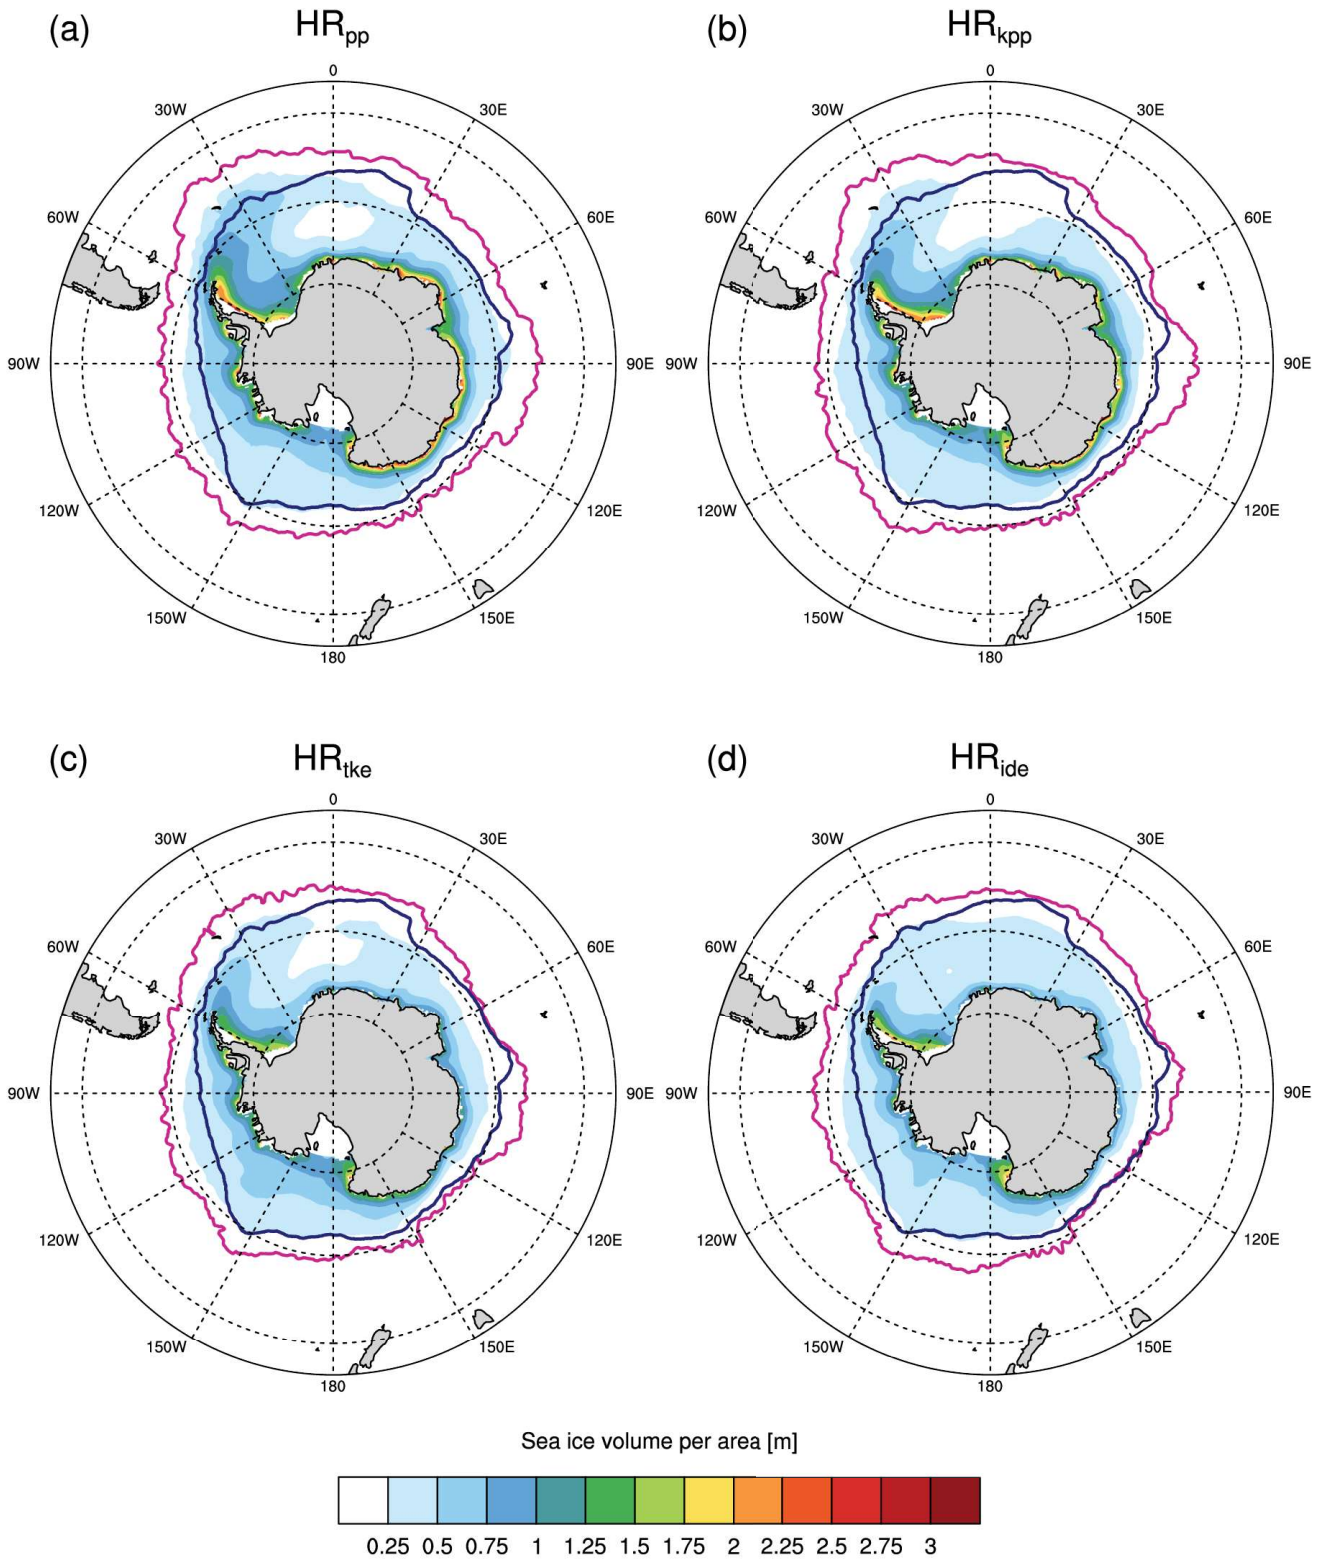 (a) HRpp
(b) HRkpp
0
30W
30E
60W
60E
90W
90E
120W
120E
150W
150E
180
0
30W
30E
60W
60E
90W
90E
120W
120E
150W
150E
180
(c) HRtke
(d) HRide
0
30W
30E
60W
60E
90W
90E
120W
120E
150W
150E
180
0
30W
30E
60W
60E
90W
90E
120W
120E
150W
150E
180
Sea ice volume per area [m]
0.25 0.5 0.75 1 1.25 1.5 1.75 2 2.25 2.5 2.75 3